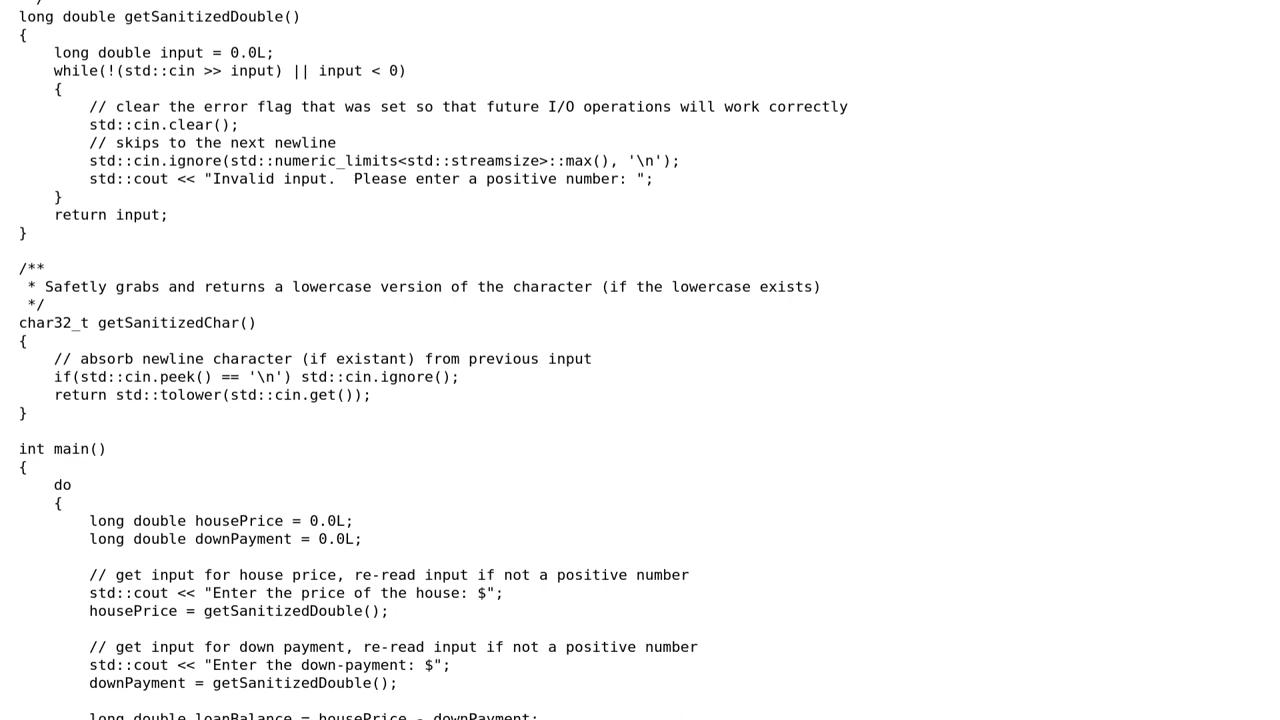 */
long double getSanitizedDouble()
{
    long double input = 0.0L;
    while(!(std::cin >> input) || input < 0)
    {
        // clear the error flag that was set so that future I/O operations will work correctly
        std::cin.clear();
        // skips to the next newline
        std::cin.ignore(std::numeric_limits<std::streamsize>::max(), '\n');
        std::cout << "Invalid input.  Please enter a positive number: ";
    }
    return input;
}

/**
 * Safetly grabs and returns a lowercase version of the character (if the lowercase exists)
 */
char32_t getSanitizedChar()
{
    // absorb newline character (if existant) from previous input
    if(std::cin.peek() == '\n') std::cin.ignore();
    return std::tolower(std::cin.get());
}

int main()
{
    do
    {
        long double housePrice = 0.0L;
        long double downPayment = 0.0L;

        // get input for house price, re-read input if not a positive number
        std::cout << "Enter the price of the house: $";
        housePrice = getSanitizedDouble();

        // get input for down payment, re-read input if not a positive number
        std::cout << "Enter the down-payment: $";
        downPayment = getSanitizedDouble();

        long double loanBalance = housePrice - downPayment;